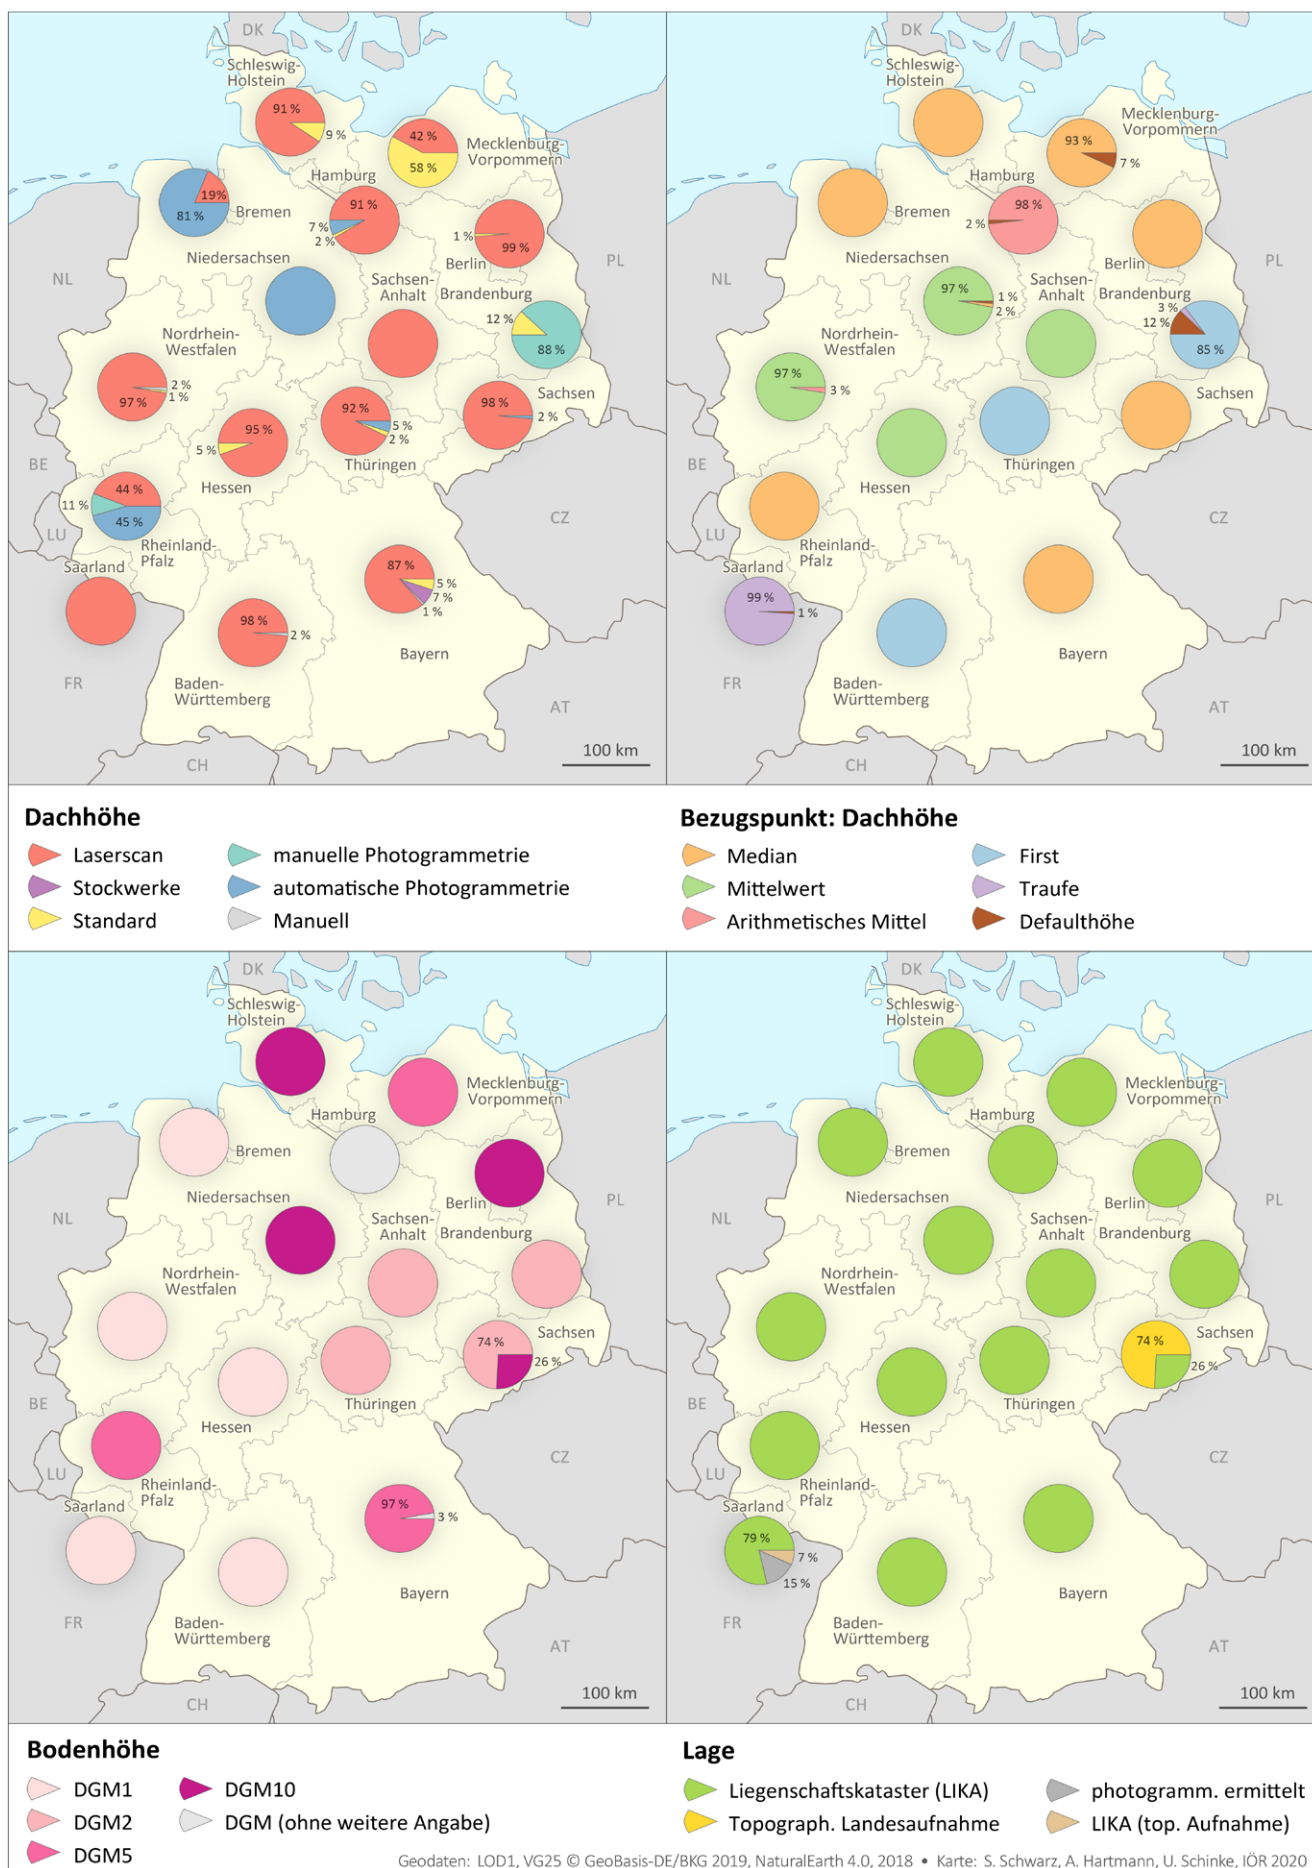 DK
Schleswig-
Holstein
91 %
9 %
42 %
58 %
Mecklenburg-
Vorpommern
Hamburg
19%
81 %
Bremen
91 %
7 %
2 %
1 %
99 %
Berlin
PL
NL
Niedersachsen
Sachsen-
Anhalt
Brandenburg
12 %
88 %
Nordrhein-
Westfalen
2 %
1 %
97 %
95 %
5 %
Hessen
92 %
5 %
2 %
Thüringen
Sachsen
98 %
2 %
BE
44 %
11 %
45 %
LU
Rheinland-
Pfalz
CZ
Saarland
87 %
5 %
7 %
1 %
98 %
2 %
Bayern
FR
Baden-
Württemberg
AT
CH
100 km
DK
Schleswig-
Holstein
Mecklenburg-
Vorpommern
93 %
7 %
Hamburg
98 %
2 %
Bremen
Berlin
PL
NL
Niedersachsen
97 %
1 %
2 %
Sachsen-
Anhalt
Brandenburg
3 %
12 %
85 %
Nordrhein-
Westfalen
97 %
3 %
Sachsen
Thüringen
Hessen
BE
LU
Rheinland-
Pfalz
CZ
Saarland
99 %
1 %
Bayern
FR
Baden-
Württemberg
AT
CH
100 km
Dachhöhe
Laserscan
Stockwerke
Standard
manuelle Photogrammetrie
automatische Photogrammetrie
Manuell
Bezugspunkt: Dachhöhe
Median
Mittelwert
Arithmetisches Mittel
First
Traufe
Defaulthöhe
DK
Schleswig-
Holstein
Mecklenburg-
Vorpommern
Hamburg
Bremen
Niedersachsen
Berlin
PL
NL
Sachsen-
Anhalt
Brandenburg
Nordrhein-
Westfalen
Sachsen
74 %
26 %
Thüringen
Hessen
BE
LU
Rheinland-
Pfalz
CZ
Saarland
97 %
3 %
Bayern
FR
Baden-
Württemberg
AT
CH
100 km
DK
Schleswig-
Holstein
Mecklenburg-
Vorpommern
Hamburg
Bremen
Niedersachsen
Berlin
PL
NL
Sachsen-
Anhalt
Brandenburg
Nordrhein-
Westfalen
Sachsen
74 %
26 %
Thüringen
Hessen
BE
LU
Rheinland-
Pfalz
CZ
Saarland
79 %
7 %
15 %
Bayern
FR
Baden-
Württemberg
AT
CH
100 km
Bodenhöhe
DGM1
DGM2
DGM5
DGM10
DGM (ohne weitere Angabe)
Lage
Liegenschaftskataster (LIKA)
Topograph. Landesaufnahme
photogramm. ermittelt
LIKA (top. Aufnahme)
Geodaten: LOD1, VG25 © GeoBasis-DE/BKG 2019, NaturalEarth 4.0, 2018 • Karte: S. Schwarz, A. Hartmann, U. Schinke, IÖR 2020